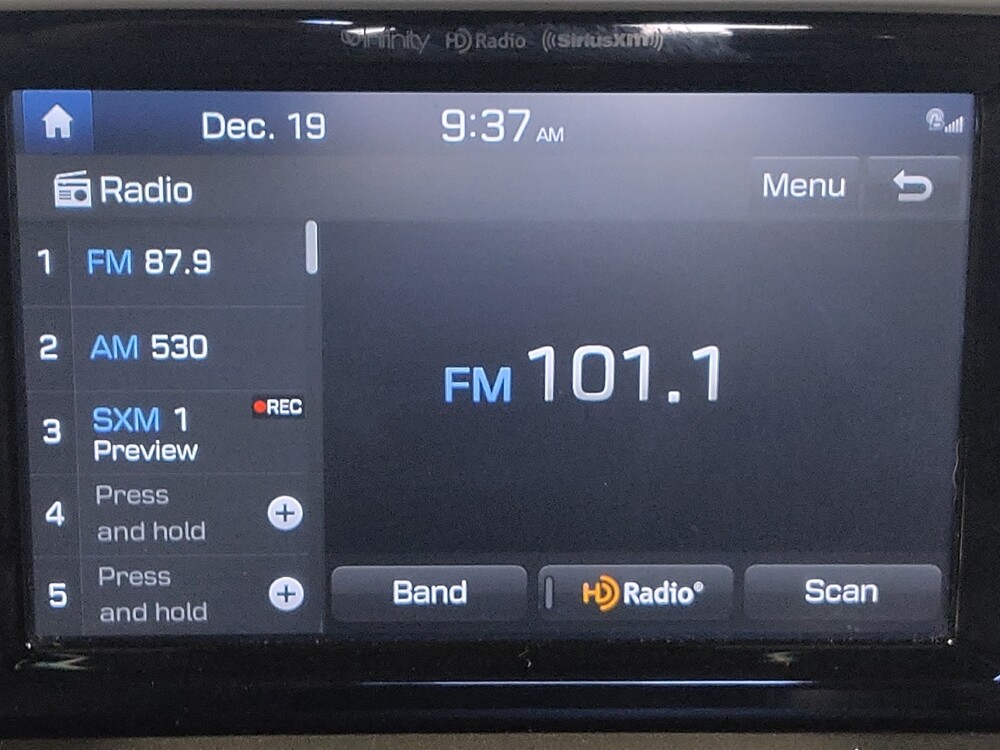 Infinity HD Radio ((SiriusXM))
Dec. 19 9:37 AM
Radio Menu
1 FM 87.9
2 AM 530
3 SXM 1 REC
Preview
FM 101.1
4 Press
and hold
5 Press
and hold
Band HD Radio® Scan